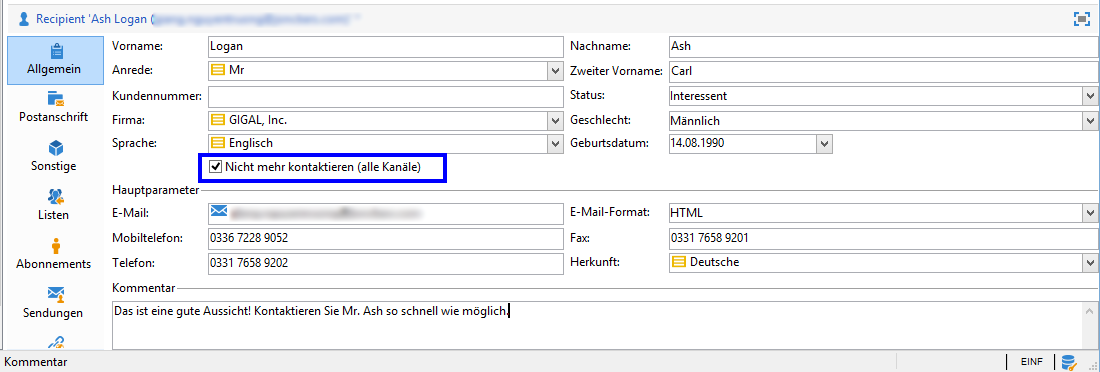 Recipient 'Ash Logan (
Allgemein
Postanschrift
Sonstige
Listen
Abonnements
Sendungen
Vorname: Logan Nachname: Ash
Anrede: Mr Zweiter Vorname: Carl
Kundennummer: Status: Interessent
Firma: GIGAL, Inc. Geschlecht: Männlich
Sprache: Englisch Geburtsdatum: 14.08.1990
Nicht mehr kontaktieren (alle Kanäle)
Hauptparameter
E-Mail: E-Mail-Format: HTML
Mobiltelefon: 0336 7228 9052 Fax: 0331 7658 9201
Telefon: 0331 7658 9202 Herkunft: Deutsche
Kommentar
Das ist eine gute Aussicht! Kontaktieren Sie Mr. Ash so schnell wie möglich.
Kommentar EINF